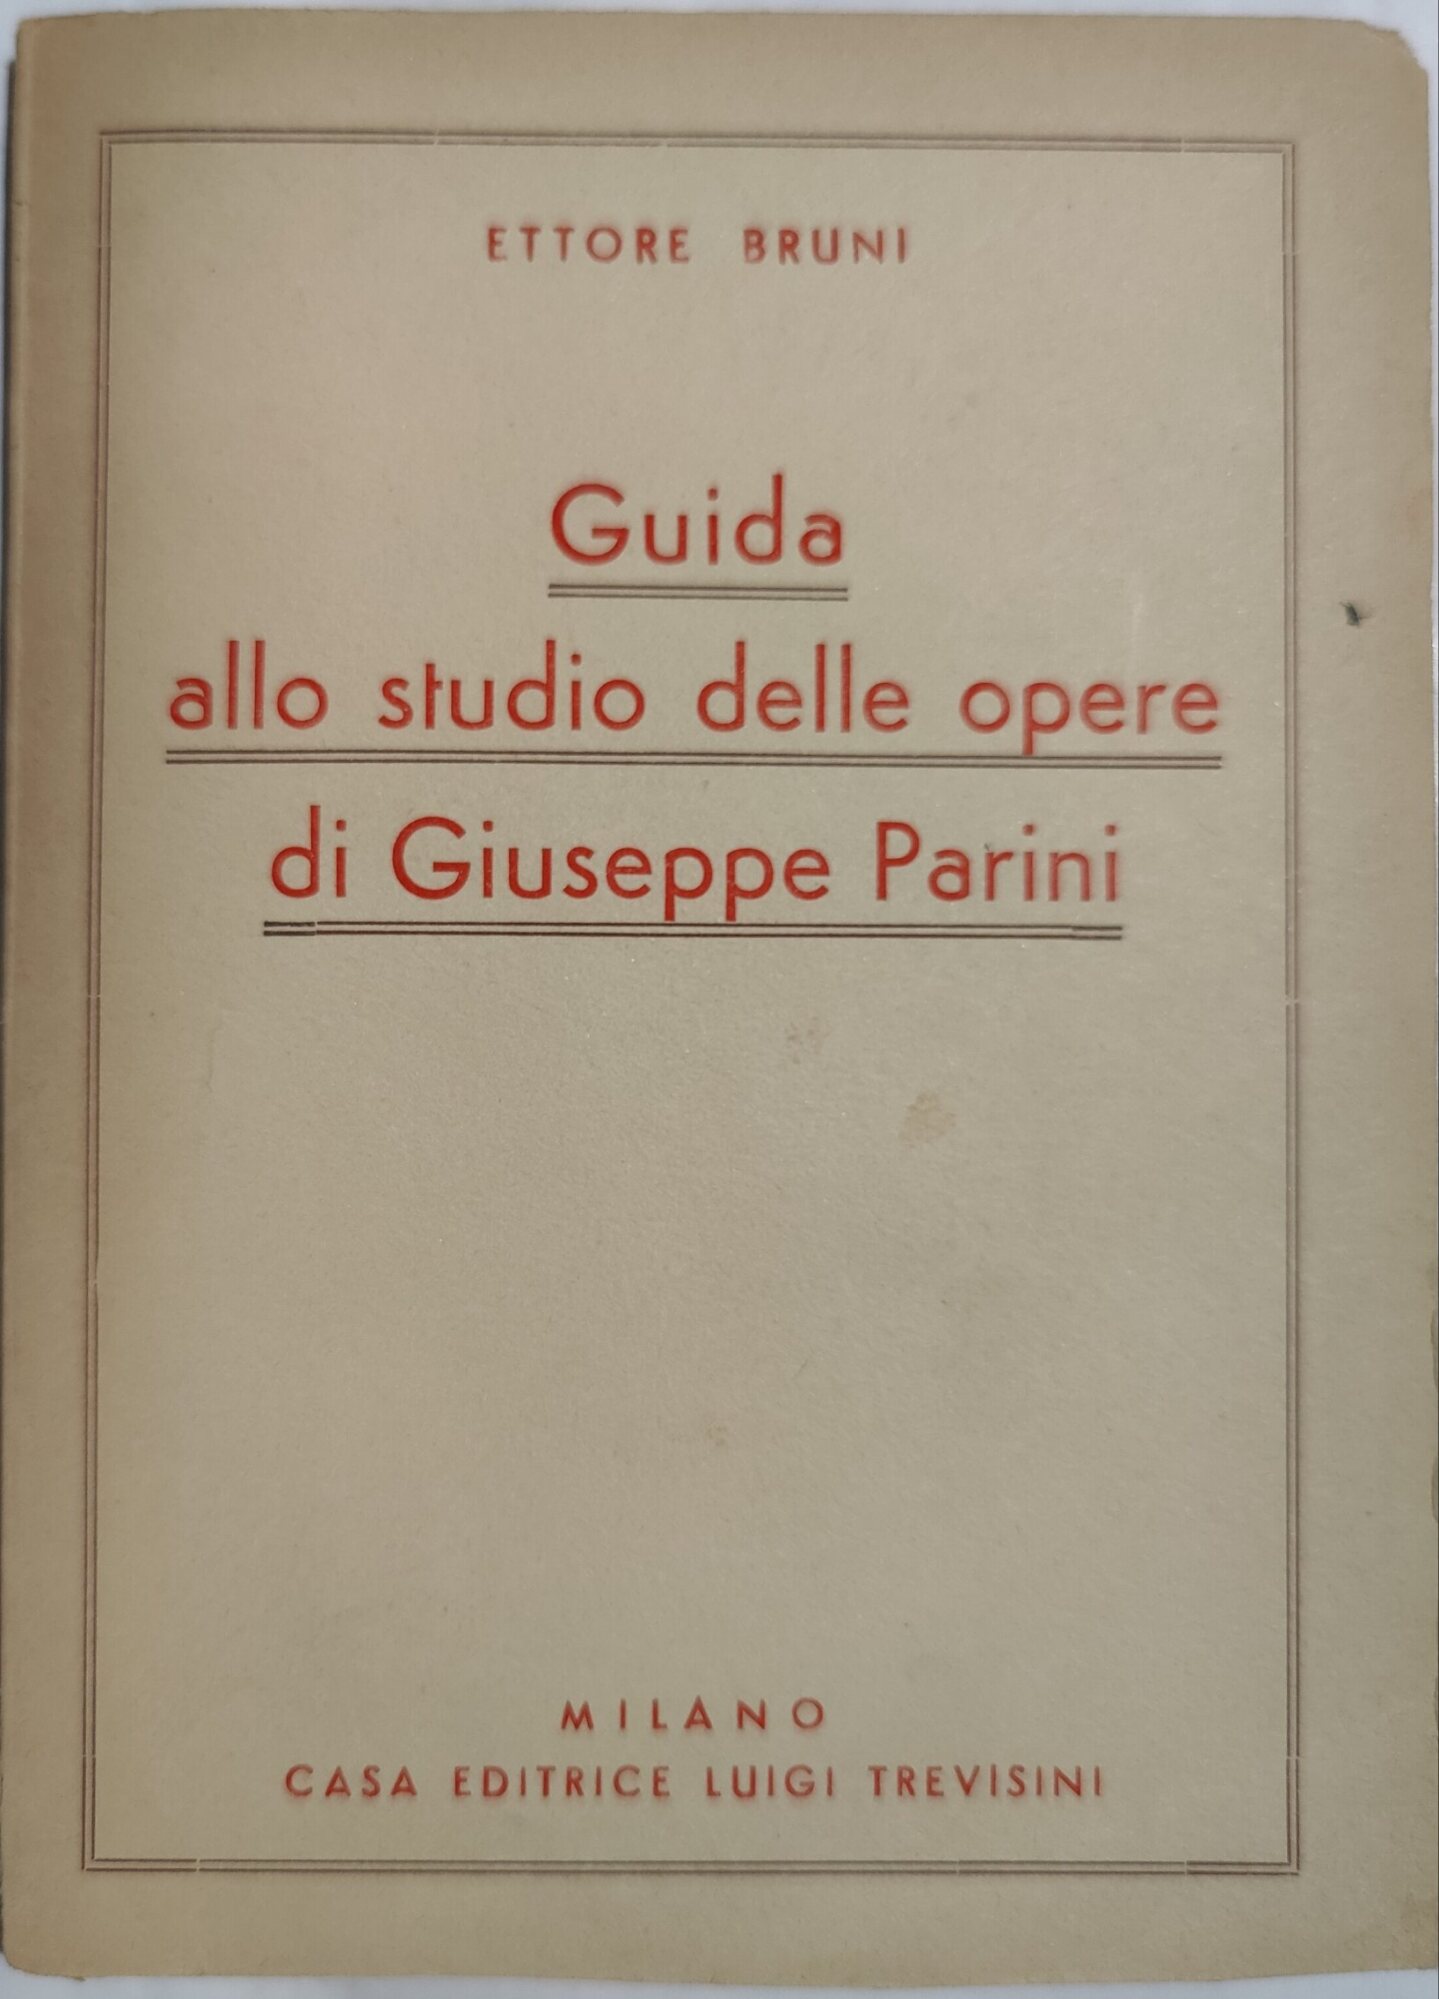 ETTORE BRUNI
Guida
allo studio delle opere
di Giuseppe Parini
MILANO
CASA EDITRICE LUIGI TREVISINI